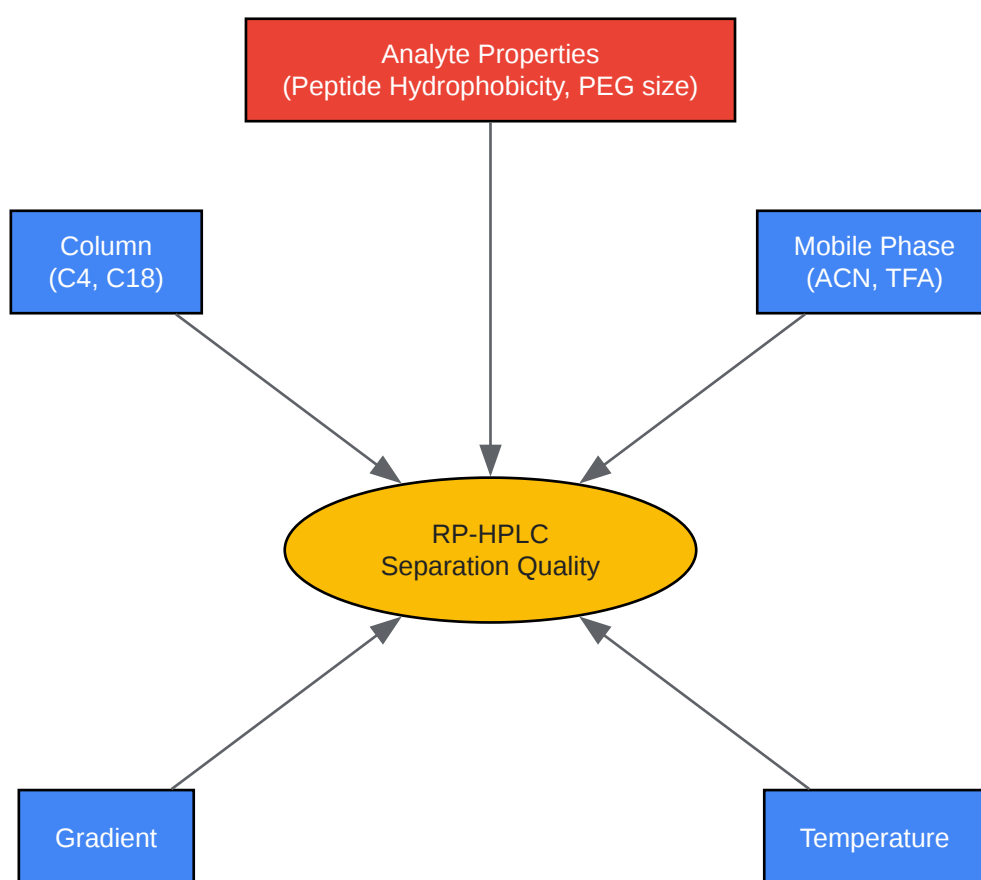 Analyte Properties
(Peptide Hydrophobicity, PEG size)
Column
(C4, C18)
Mobile Phase
(ACN, TFA)
RP-HPLC
Separation Quality
Gradient
Temperature